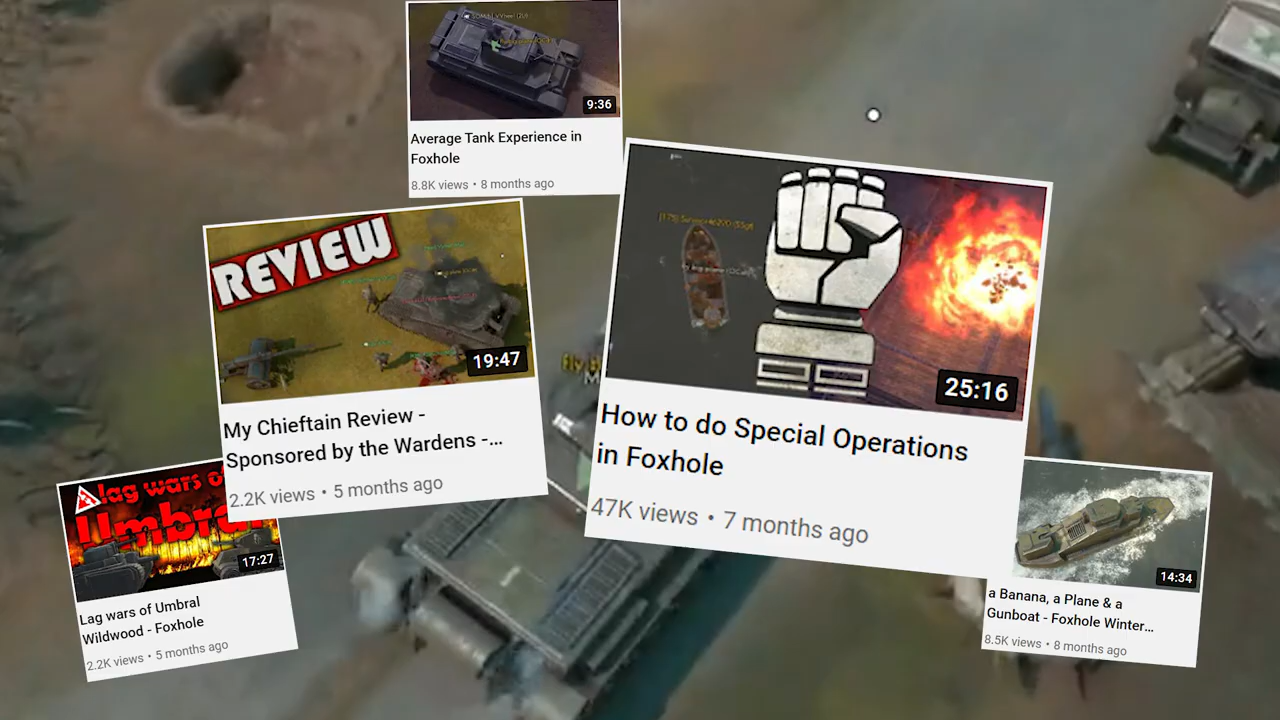 9:36
Average Tank Experience in
Foxhole
8.8K views • 8 months ago
REVIEW
19:47
My Chieftain Review -
Sponsored by the Wardens -...
2.2K views • 5 months ago
25:16
How to do Special Operations
in Foxhole
47K views • 7 months ago
lag wars of
Umbral
17:27
Lag wars of Umbral
Wildwood - Foxhole
2.2K views • 5 months ago
14:34
a Banana, a Plane & a
Gunboat - Foxhole Winter...
8.5K views • 8 months ago